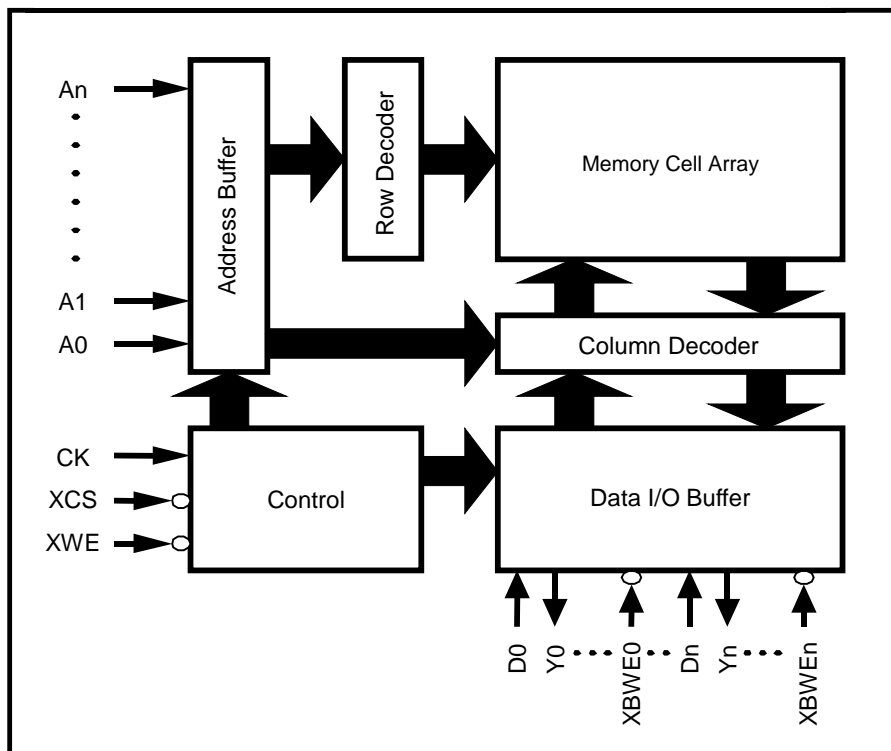 An
Address Buffer
Row Decoder
Memory Cell Array
A1
A0
Column Decoder
CK
XCS
XWE
Control
Data I/O Buffer
D0
Y0
XBWE0
Dn
Yn
XBWEn